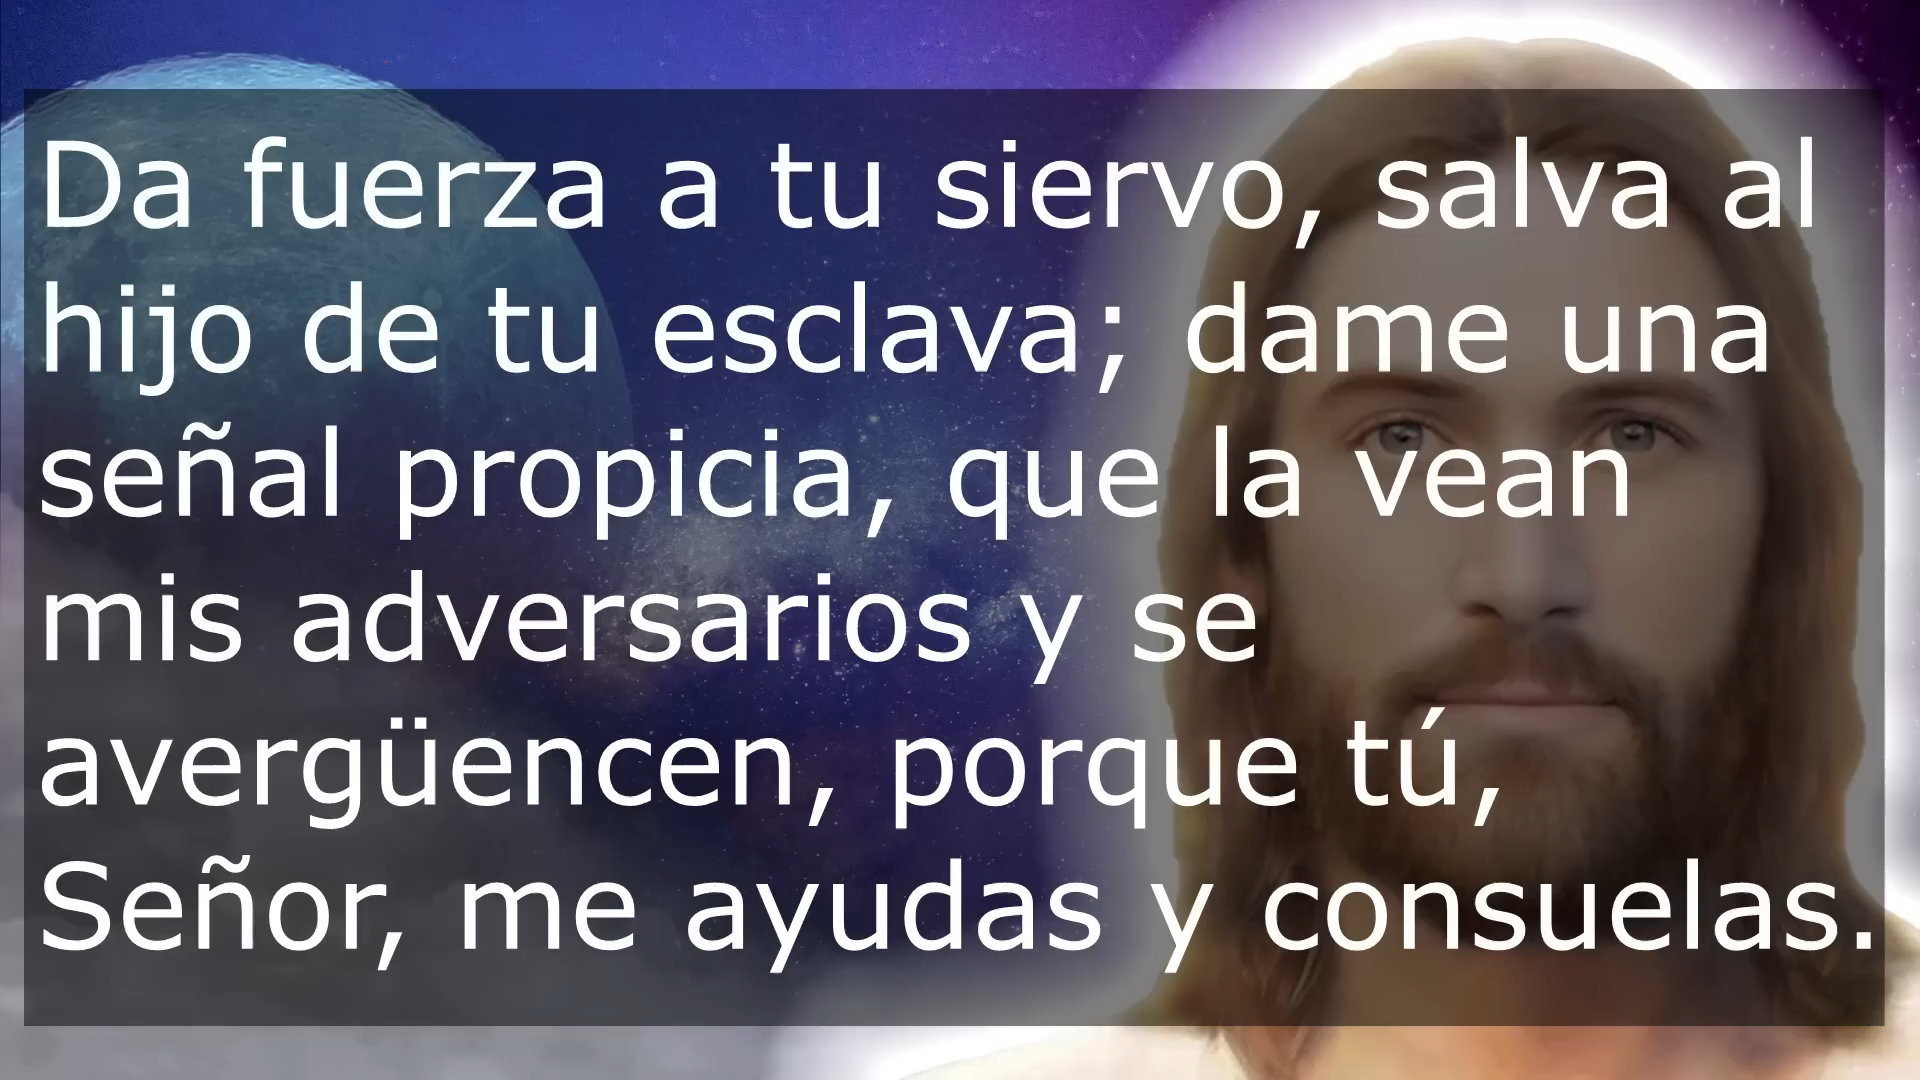 Da fuerza a tu siervo, salva al
hijo de tu esclava; dame una
señal propicia, que la vean
mis adversarios y se
avergüencen, porque tú,
Señor, me ayudas y consuelas.